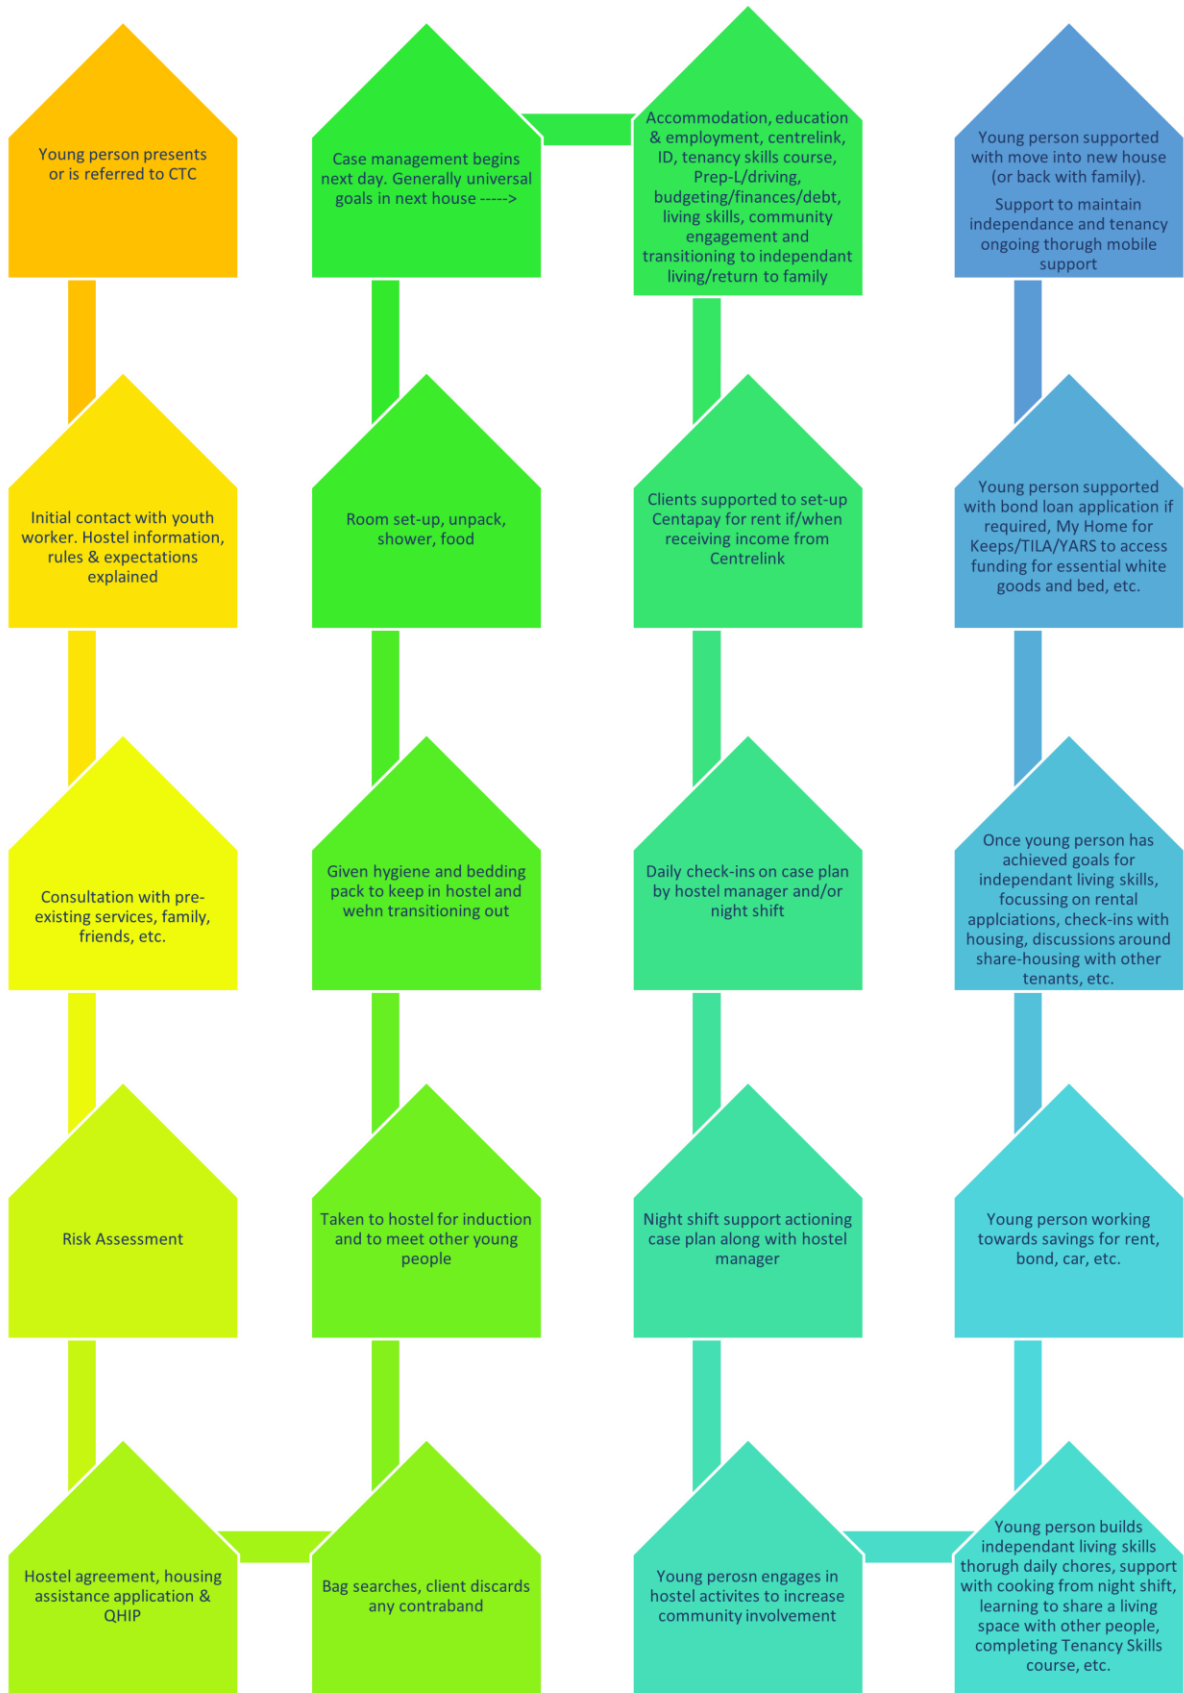 Young person presents
or is referred to CTC
Initial contact with youth
worker. Hostel information,
rules & expectations
explained
Consultation with pre-
existing services, family,
friends, etc.
Risk Assessment
Hostel agreement, housing
assistance application &
QHIP
Bag searches, client discards
any contraband
Taken to hostel for induction
and to meet other young
people
Given hygiene and bedding
pack to keep in hostel and
wehn transitioning out
Room set-up, unpack,
shower, food
Case management begins
next day. Generally universal
goals in next house ----->
Accommodation, education
& employment, centrelink,
ID, tenancy skills course,
Prep-L/driving,
budgeting/finances/debt,
living skills, community
engagement and
transitioning to independant
living/return to family
Clients supported to set-up
Centapay for rent if/when
receiving income from
Centrelink
Daily check-ins on case plan
by hostel manager and/or
night shift
Night shift support actioning
case plan along with hostel
manager
Young perosn engages in
hostel activites to increase
community involvement
Young person builds
independant living skills
thorugh daily chores, support
with cooking from night shift,
learning to share a living
space with other people,
completing Tenancy Skills
course, etc.
Young person working
towards savings for rent,
bond, car, etc.
Once young person has
achieved goals for
independant living skills,
focussing on rental
applciations, check-ins with
housing, discussions around
share-housing with other
tenants, etc.
Young person supported
with bond loan application if
required, My Home for
Keeps/TILA/YARS to access
funding for essential white
goods and bed, etc.
Young person supported
with move into new house
(or back with family).
Support to maintain
independance and tenancy
ongoing thorugh mobile
support